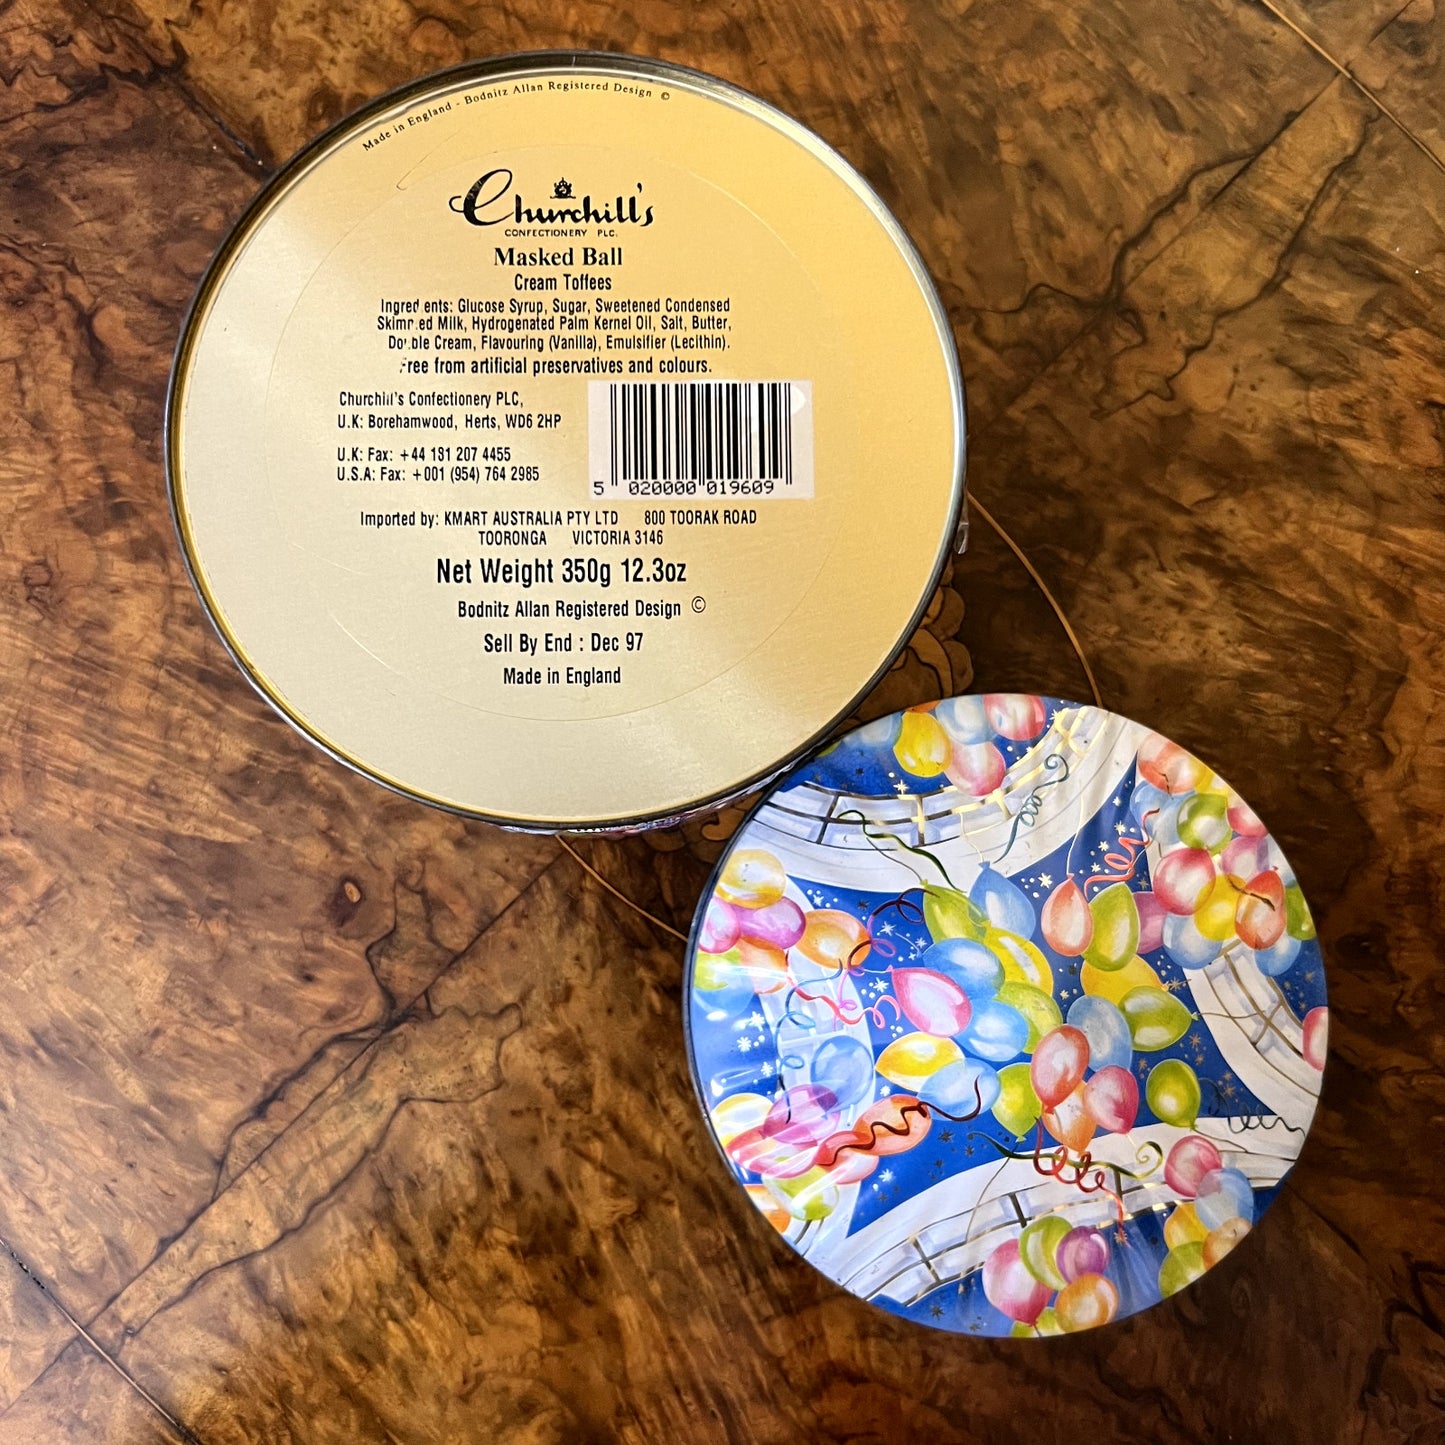 Made in England - Bodnitz Allan Registered Design ©
Churchill's
CONFECTIONERY PLC.
Masked Ball
Cream Toffees
Ingredients: Glucose Syrup, Sugar, Sweetened Condensed
Skimmed Milk, Hydrogenated Palm Kernel Oil, Salt, Butter,
Double Cream, Flavouring (Vanilla), Emulsifier (Lecithin).
Free from artificial preservatives and colours.
Churchill's Confectionery PLC,
U.K: Borehamwood, Herts, WD6 2HP
U.K: Fax: +44 181 207 4455
U.S.A: Fax: +001 (954) 764 2985
5 020000 019609
Imported by: KMART AUSTRALIA PTY LTD 800 TOORAK ROAD
TOORONGA VICTORIA 3146
Net Weight 350g 12.3oz
Bodnitz Allan Registered Design ©
Sell By End : Dec 97
Made in England